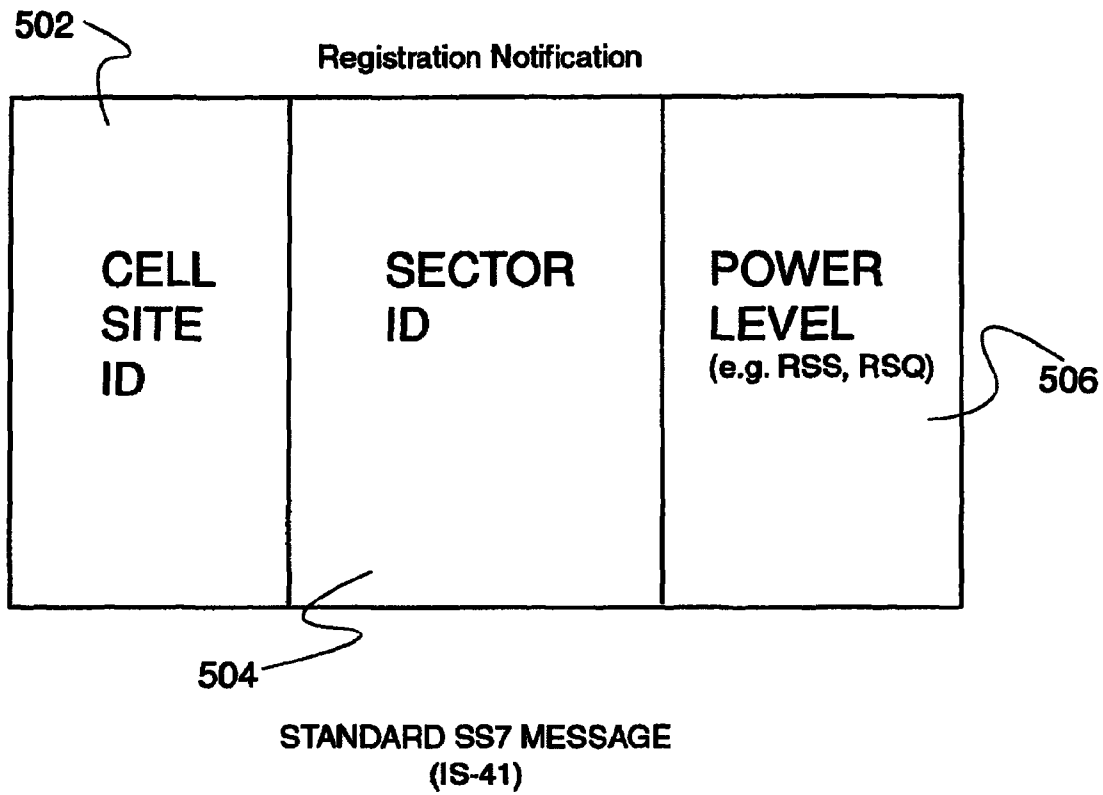 502
Registration Notification
CELL
SITE
ID
SECTOR
ID
POWER
LEVEL
(e.g. RSS, RSQ)
506
504
STANDARD SS7 MESSAGE
(IS-41)